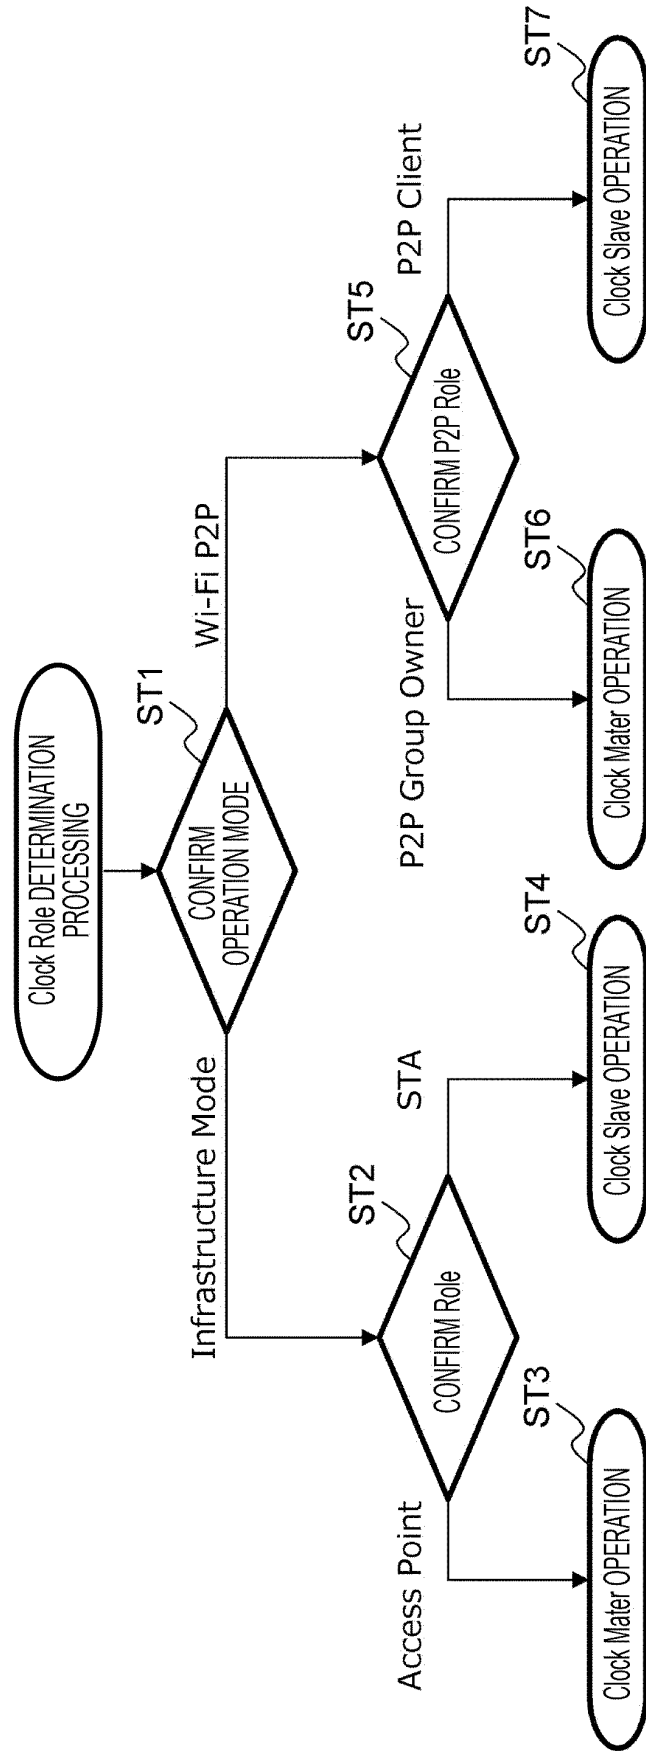 Clock Role DETERMINATION
PROCESSING
ST1
CONFIRM
OPERATION MODE
Infrastructure Mode
Wi-Fi P2P
ST2
CONFIRM Role
ST5
CONFIRM P2P Role
Access Point
STA
P2P Group Owner
P2P Client
ST3
Clock Mater OPERATION
ST4
Clock Slave OPERATION
ST6
Clock Mater OPERATION
ST7
Clock Slave OPERATION